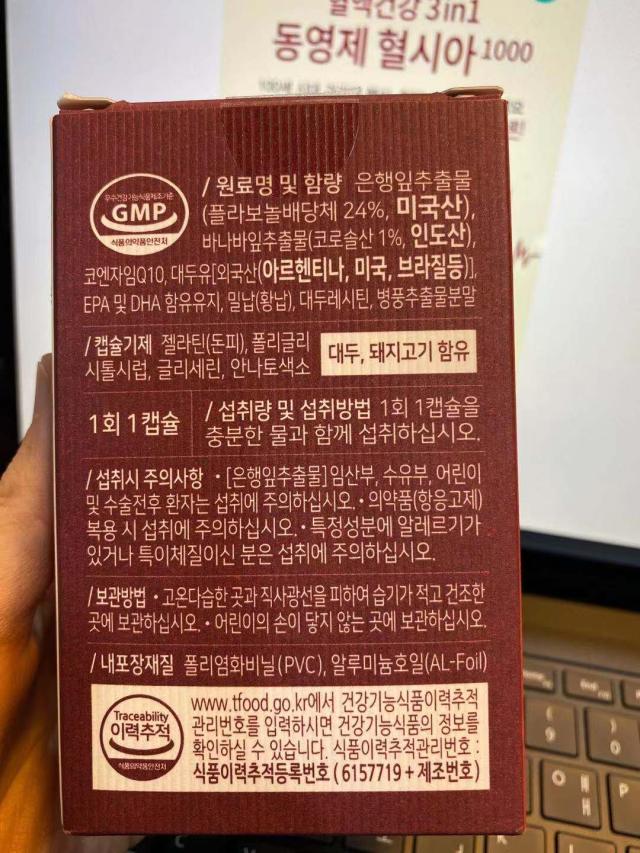 혈액건강 3in1
동영제 혈시아 1000
우수건강기능식품제조기준
GMP
식품의약품안전처
/ 원료명 및 함량 은행잎추출물
(플라보놀배당체 24%, 미국산),
바나바잎추출물(코로솔산 1%, 인도산),
코엔자임Q10, 대두유[외국산(아르헨티나, 미국, 브라질등)],
EPA 및 DHA 함유유지, 밀납(황납), 대두레시틴, 병풍추출물분말
/ 캡슐기제 젤라틴(돈피), 폴리글리
시톨시럽, 글리세린, 안나토색소
대두, 돼지고기 함유
1회 1캡슐
/ 섭취량 및 섭취방법 1회 1캡슐을
충분한 물과 함께 섭취하십시오.
/ 섭취시 주의사항 • [은행잎추출물] 임산부, 수유부, 어린이
및 수술전후 환자는 섭취에 주의하십시오. • 의약품(항응고제)
복용 시 섭취에 주의하십시오. • 특정성분에 알레르기가
있거나 특이체질이신 분은 섭취에 주의하십시오.
/ 보관방법 • 고온다습한 곳과 직사광선을 피하여 습기가 적고 건조한
곳에 보관하십시오. • 어린이의 손이 닿지 않는 곳에 보관하십시오.
/ 내포장재질 폴리염화비닐(PVC), 알루미늄호일(AL-Foil)
Traceability
이력추적
식품의약품안전처
www.tfood.go.kr에서 건강기능식품이력추적
관리번호를 입력하시면 건강기능식품의 정보를
확인하실 수 있습니다. 식품이력추적관리번호 :
식품이력추적등록번호 ( 6157719 + 제조번호 )